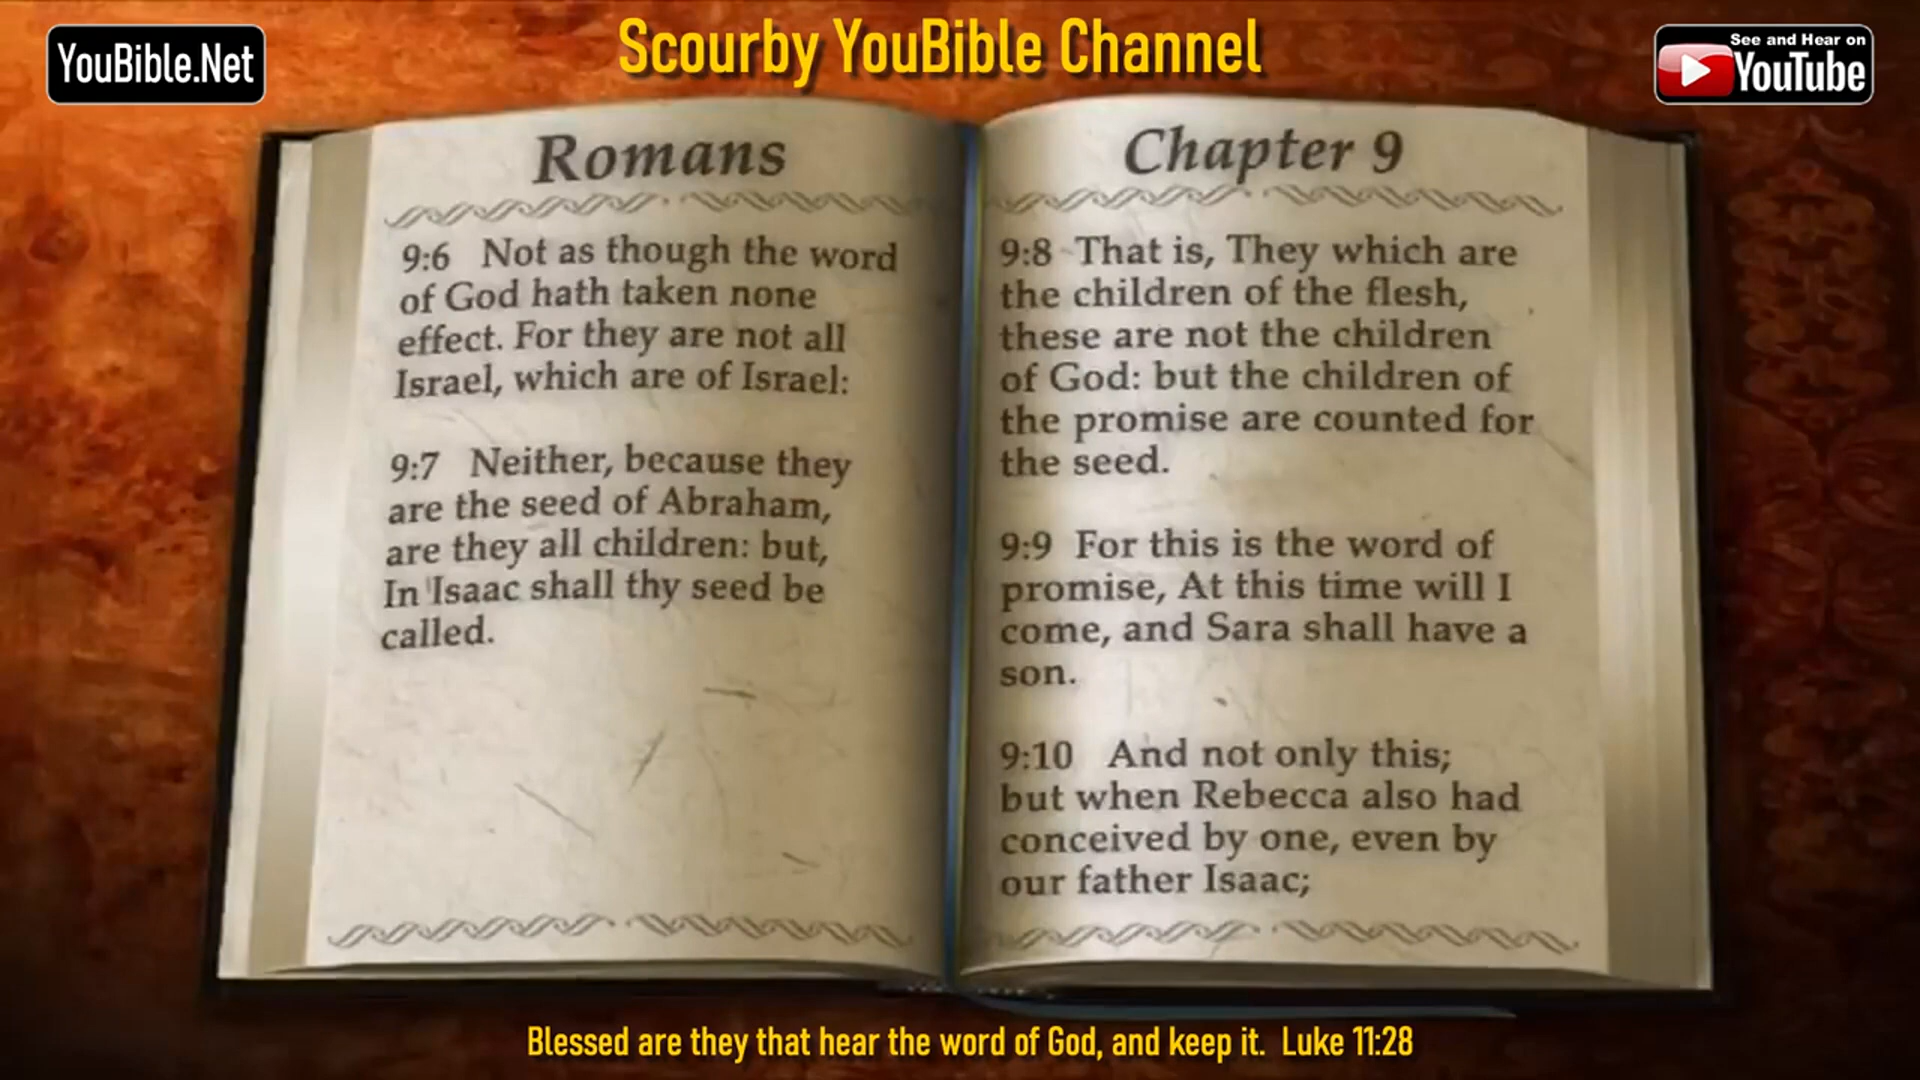 YouBible.Net
Scourby YouBible Channel
See and Hear on
YouTube
Romans
9:6 Not as though the word
of God hath taken none
effect. For they are not all
Israel, which are of Israel:
9:7 Neither, because they
are the seed of Abraham,
are they all children: but,
In Isaac shall thy seed be
called.
Chapter 9
9:8 That is, They which are
the children of the flesh,
these are not the children
of God: but the children of
the promise are counted for
the seed.
9:9 For this is the word of
promise, At this time will I
come, and Sara shall have a
son.
9:10 And not only this;
but when Rebecca also had
conceived by one, even by
our father Isaac;
Blessed are they that hear the word of God, and keep it. Luke 11:28